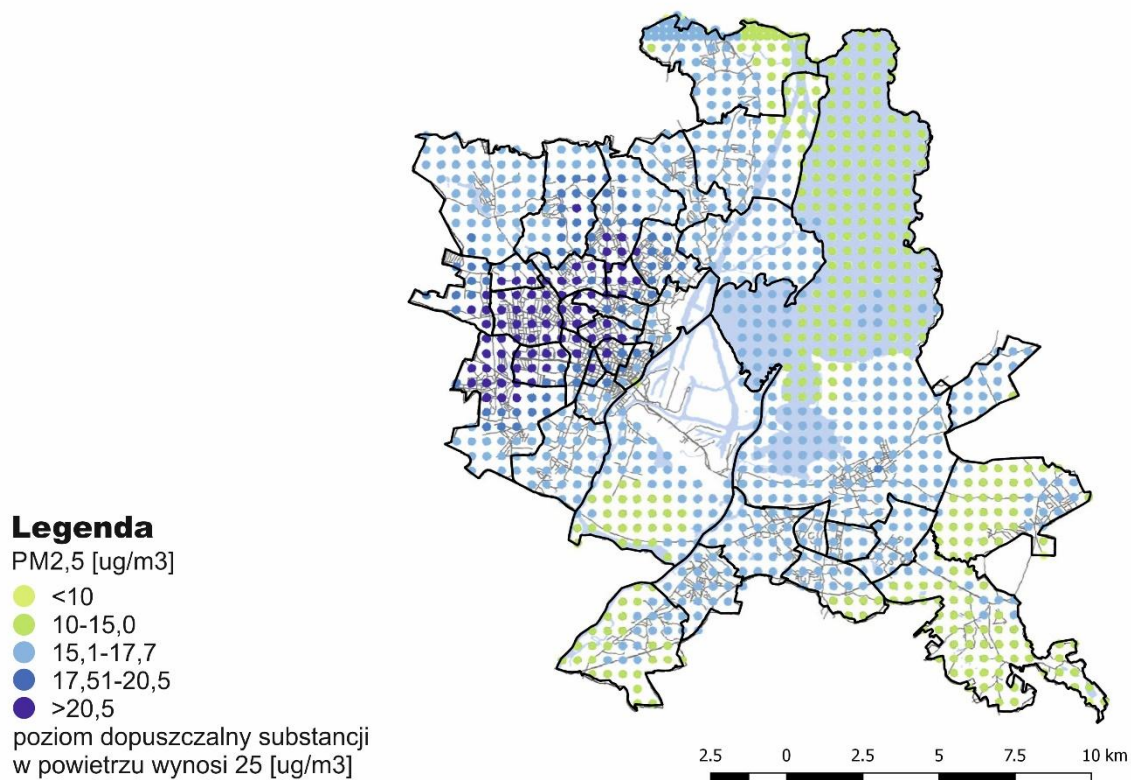 Legenda
PM2,5 [ug/m3]
<10
10-15,0
15,1-17,7
17,51-20,5
>20,5
poziom dopuszczalny substancji
w powietrzu wynosi 25 [ug/m3]
2.5 0 2.5 5 7.5 10 km